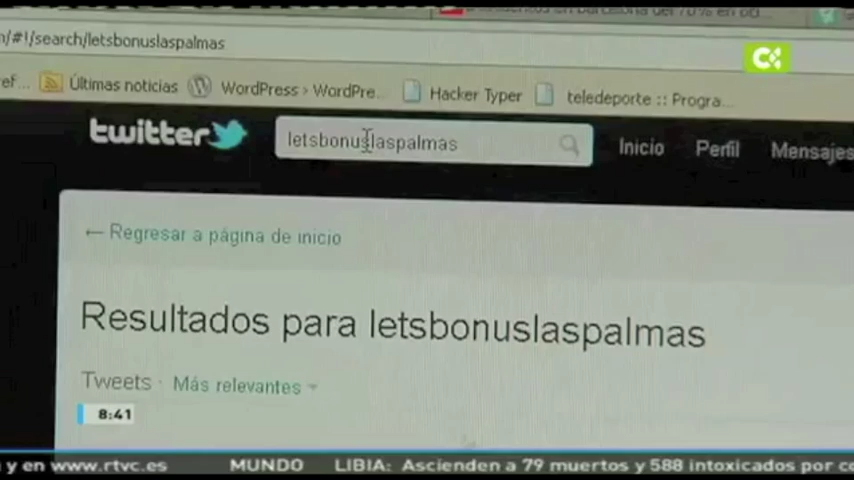 /#!/search/letsbonuslaspalmas
ef... Últimas noticias WordPress › WordPre... Hacker Typer teledeporte :: Progra...
twitter letsbonuslaspalmas Inicio Perfil Mensajes
← Regresar a página de inicio
Resultados para letsbonuslaspalmas
Tweets · Más relevantes
8:41
y en www.rtvc.es MUNDO LIBIA: Ascienden a 79 muertos y 588 intoxicados por